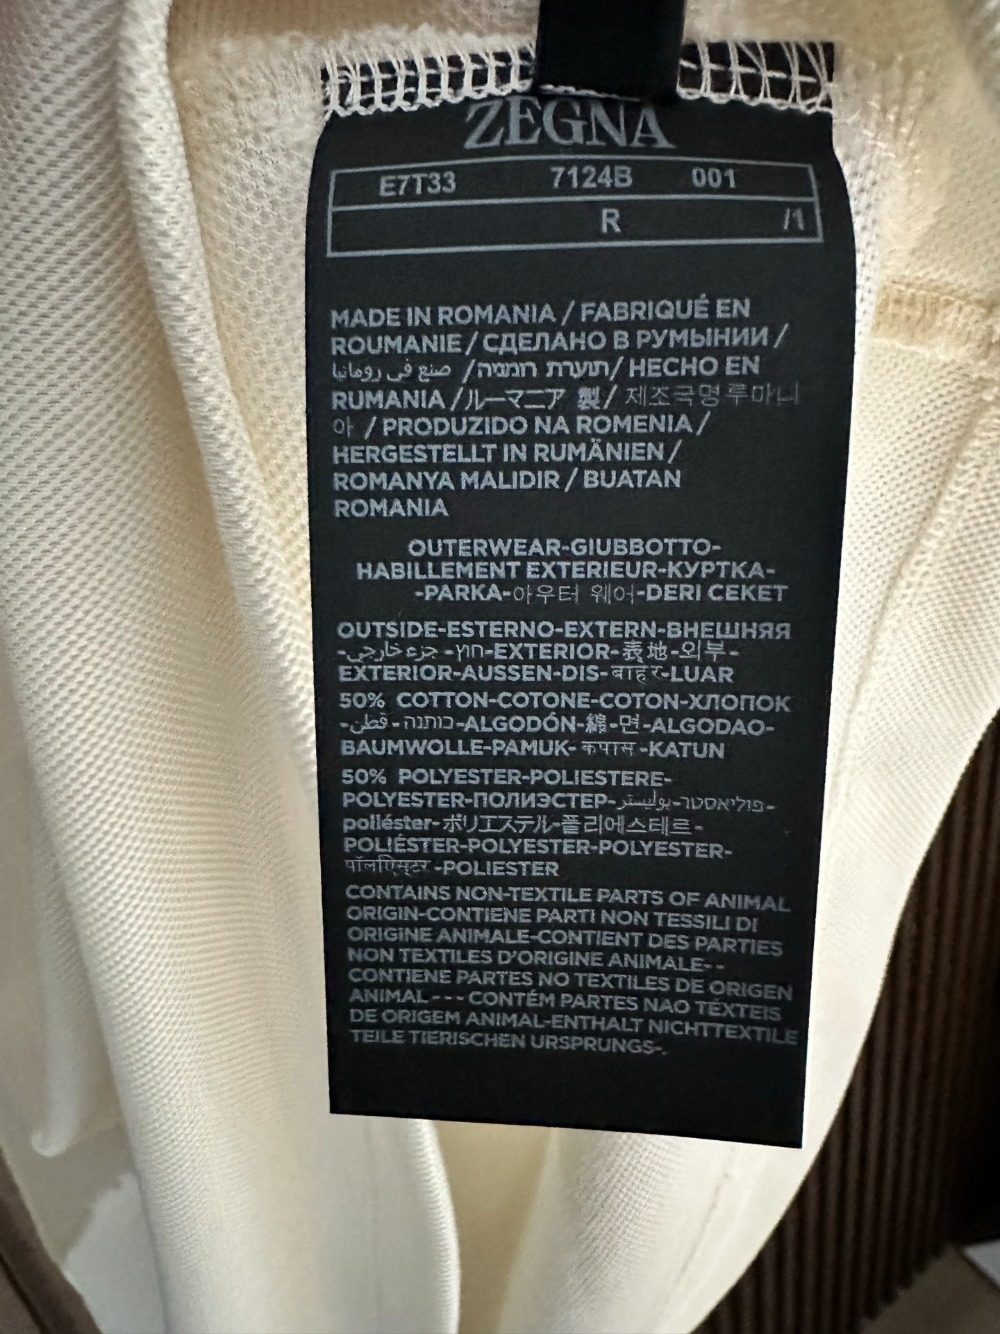 ZEGNA
E7T33 7124B 001
R /1
MADE IN ROMANIA / FABRIQUÉ EN
ROUMANIE / СДЕЛАНО В РУМЫНИИ /
صنع في رومانيا / תוערת רומניה / HECHO EN
RUMANIA / ルーマニア 製 / 제조국명 루마니
아 / PRODUZIDO NA ROMENIA /
HERGESTELLT IN RUMÄNIEN /
ROMANYA MALIDIR / BUATAN
ROMANIA
OUTERWEAR-GIUBBOTTO-
HABILLEMENT EXTERIEUR-КУРТКА-
-PARKA-아우터 웨어-DERI CEKET
OUTSIDE-ESTERNO-EXTERN-ВНЕШНЯЯ
-جزء خارجي-חוץ-EXTERIOR-表地-외부-
EXTERIOR-AUSSEN-DIS-बाहर-LUAR
50% COTTON-COTONE-COTON-ХЛОПОК
-قطن-כותנה-ALGODÓN-綿-면-ALGODAO-
BAUMWOLLE-PAMUK-कपास-KATUN
50% POLYESTER-POLIESTERE-
POLYESTER-ПОЛИЭСТЕР-بوليستر-פוליאסטר-
poliéster-ポリエステル-폴리에스테르-
POLIÉSTER-POLYESTER-POLYESTER-
पॉलिएस्टर-POLIESTER
CONTAINS NON-TEXTILE PARTS OF ANIMAL
ORIGIN-CONTIENE PARTI NON TESSILI DI
ORIGINE ANIMALE-CONTIENT DES PARTIES
NON TEXTILES D'ORIGINE ANIMALE--
CONTIENE PARTES NO TEXTILES DE ORIGEN
ANIMAL---CONTÉM PARTES NAO TÉXTEIS
DE ORIGEM ANIMAL-ENTHALT NICHTTEXTILE
TEILE TIERISCHEN URSPRUNGS-.